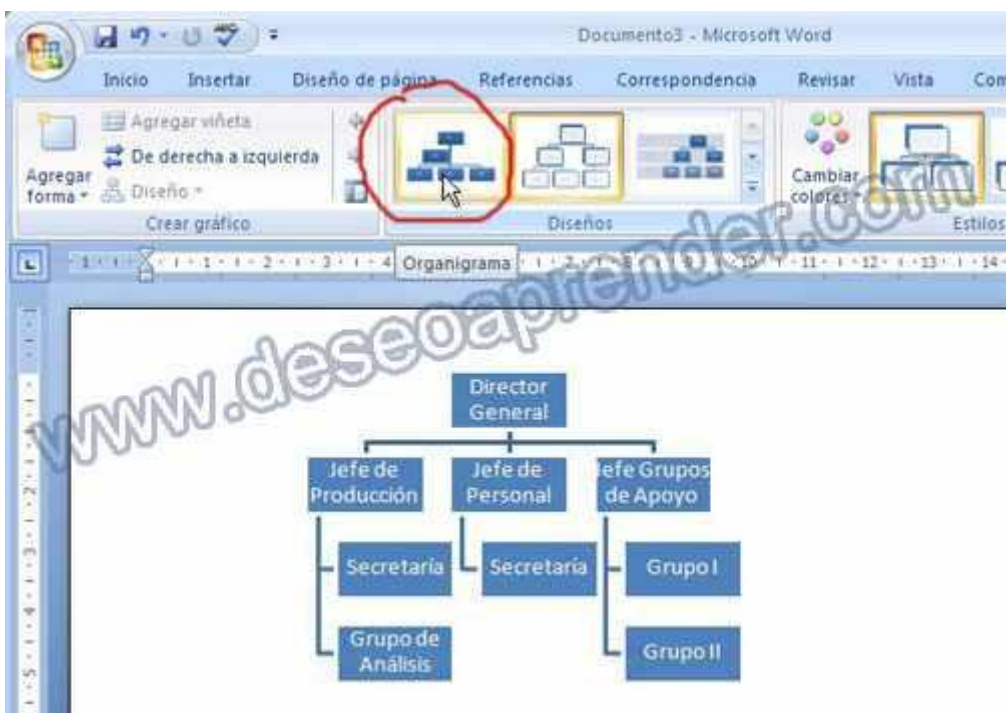 Documento3 - Microsoft Word
Inicio Insertar Diseño de página Referencias Correspondencia Revisar Vista Com
Agregar viñeta
De derecha a izquierda
Diseño
Agregar
forma
Cambiar
colores
Crear gráfico Diseños Estilos
Organigrama
www.deseoaprender.com
Director
General
Jefe de
Producción
Jefe de
Personal
Jefe Grupos
de Apoyo
Secretaría
Secretaría
Grupo I
Grupo de
Análisis
Grupo II